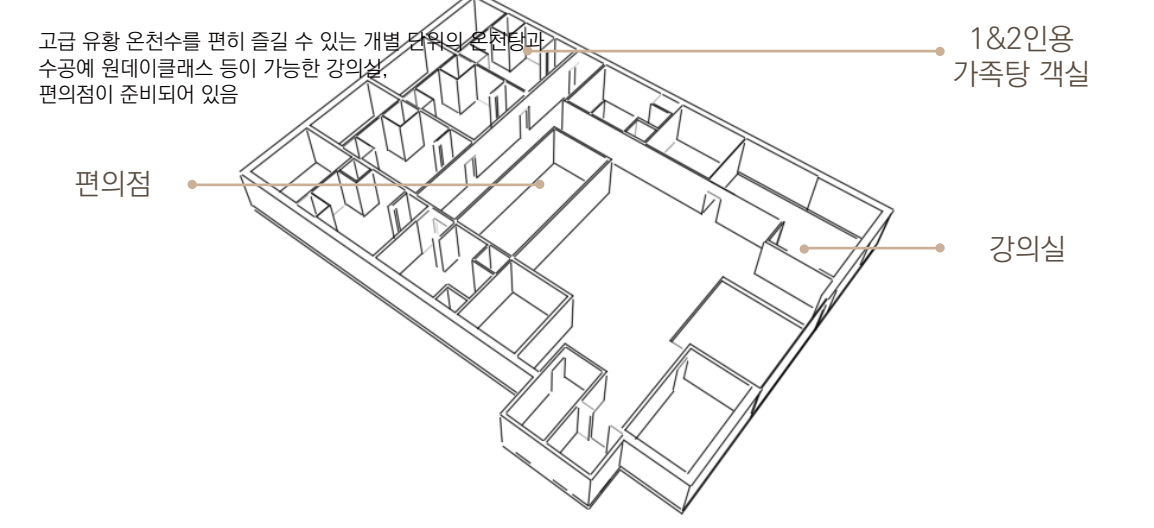 고급 유황 온천수를 편히 즐길 수 있는 개별 단위의 온천탕과
수공예 원데이클래스 등이 가능한 강의실,
편의점이 준비되어 있음
1&2인용
가족탕 객실
편의점
강의실